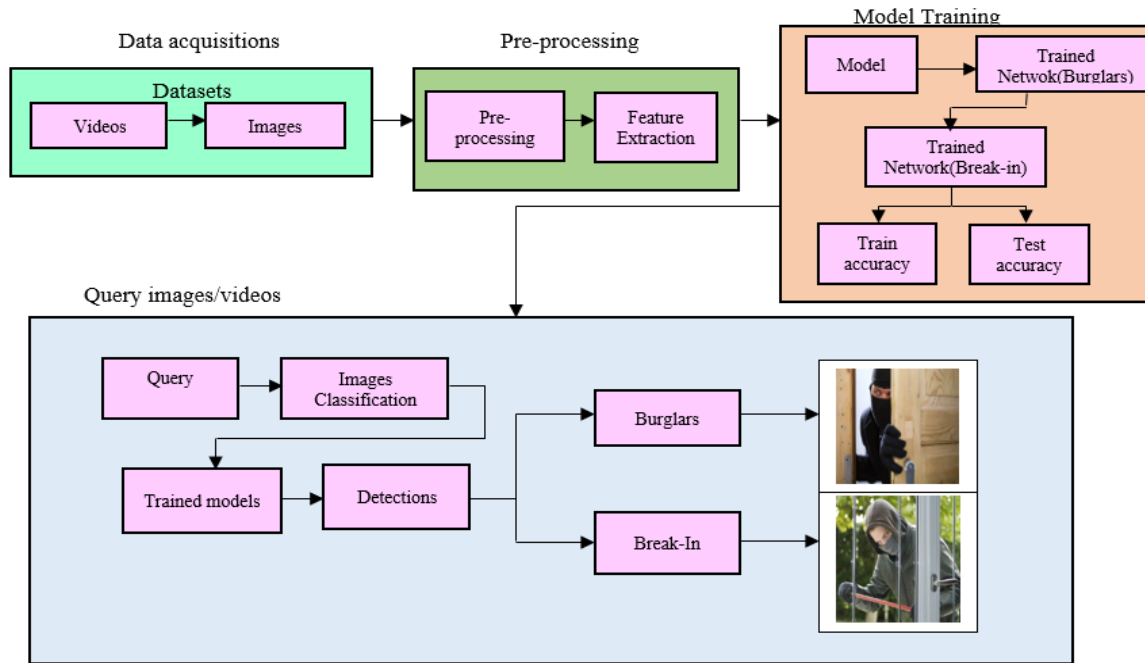 Data acquisitions
Datasets
Videos
Images
Pre-processing
Pre-
processing
Feature
Extraction
Model Training
Model
Trained
Netwok(Burglars)
Trained
Network(Break-in)
Train
accuracy
Test
accuracy
Query images/videos
Query
Images
Classification
Trained models
Detections
Burglars
Break-In